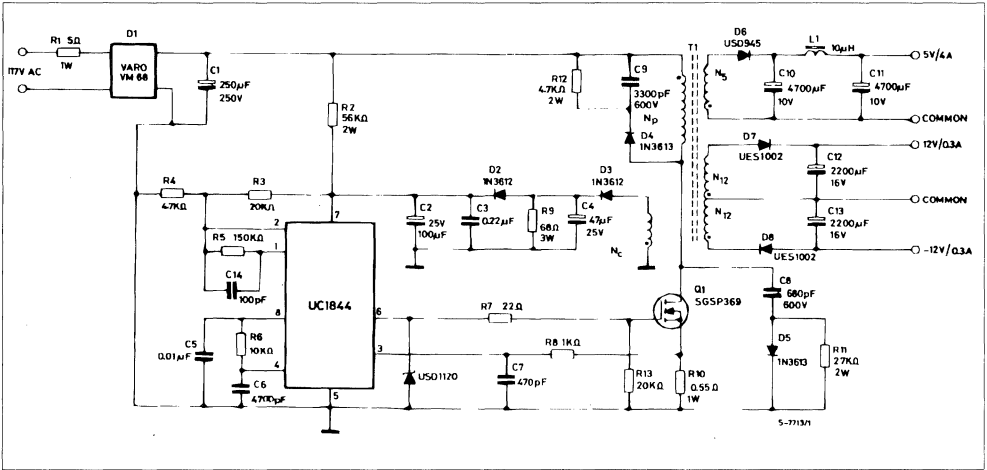 R1 5Ω
1W
117V AC
D1
VARO
VM 68
C1
250µF
250V
R2
56KΩ
2W
R12
4.7KΩ
2W
C9
3300pF
600V
NP
D4
1N3613
T1
N5
D6
USD945
L1
10µH
C10
4700µF
10V
C11
4700µF
10V
5V/4A
COMMON
D7
UES1002
12V/0.3A
N12
C12
2200µF
16V
COMMON
N12
C13
2200µF
16V
D8
UES1002
-12V/0.3A
R4
4.7KΩ
R3
20KΩ
D2
1N3612
D3
1N3612
C2
25V
100µF
C3
0.22µF
R9
68Ω
3W
C4
47µF
25V
NC
7
2
R5 150KΩ
1
C14
100pF
UC1844
8
C5
0.01µF
R6
10KΩ
4
C6
4700pF
5
6
3
R7 22Ω
R8 1KΩ
USD1120
C7
470pF
R13
20KΩ
Q1
SGSP369
R10
0.55Ω
1W
C8
680pF
600V
D5
1N3613
R11
27KΩ
2W
5-7713/1